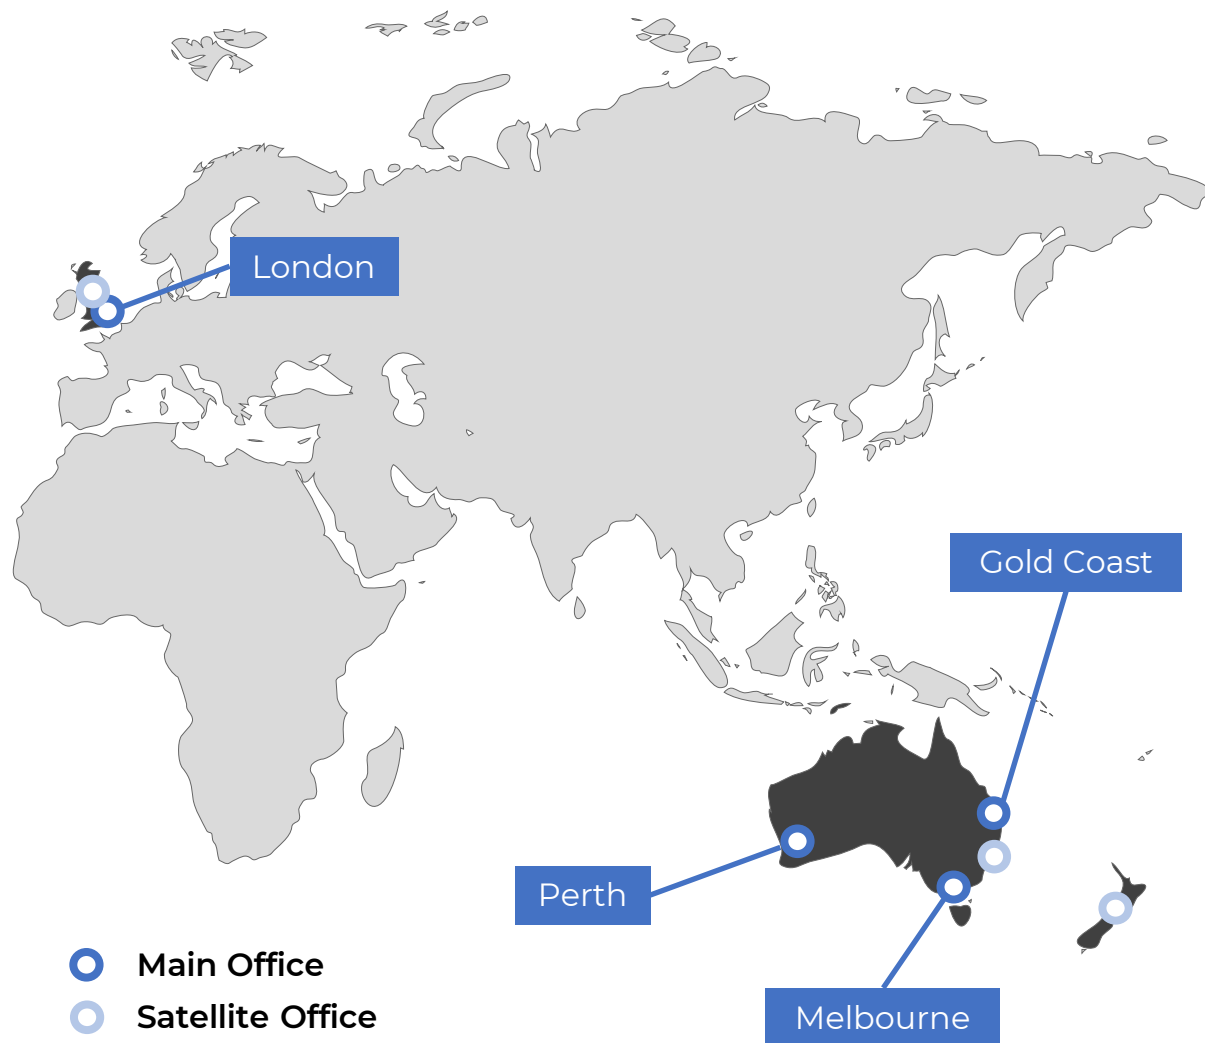 London
Gold Coast
Perth
Main Office
Satellite Office
Melbourne